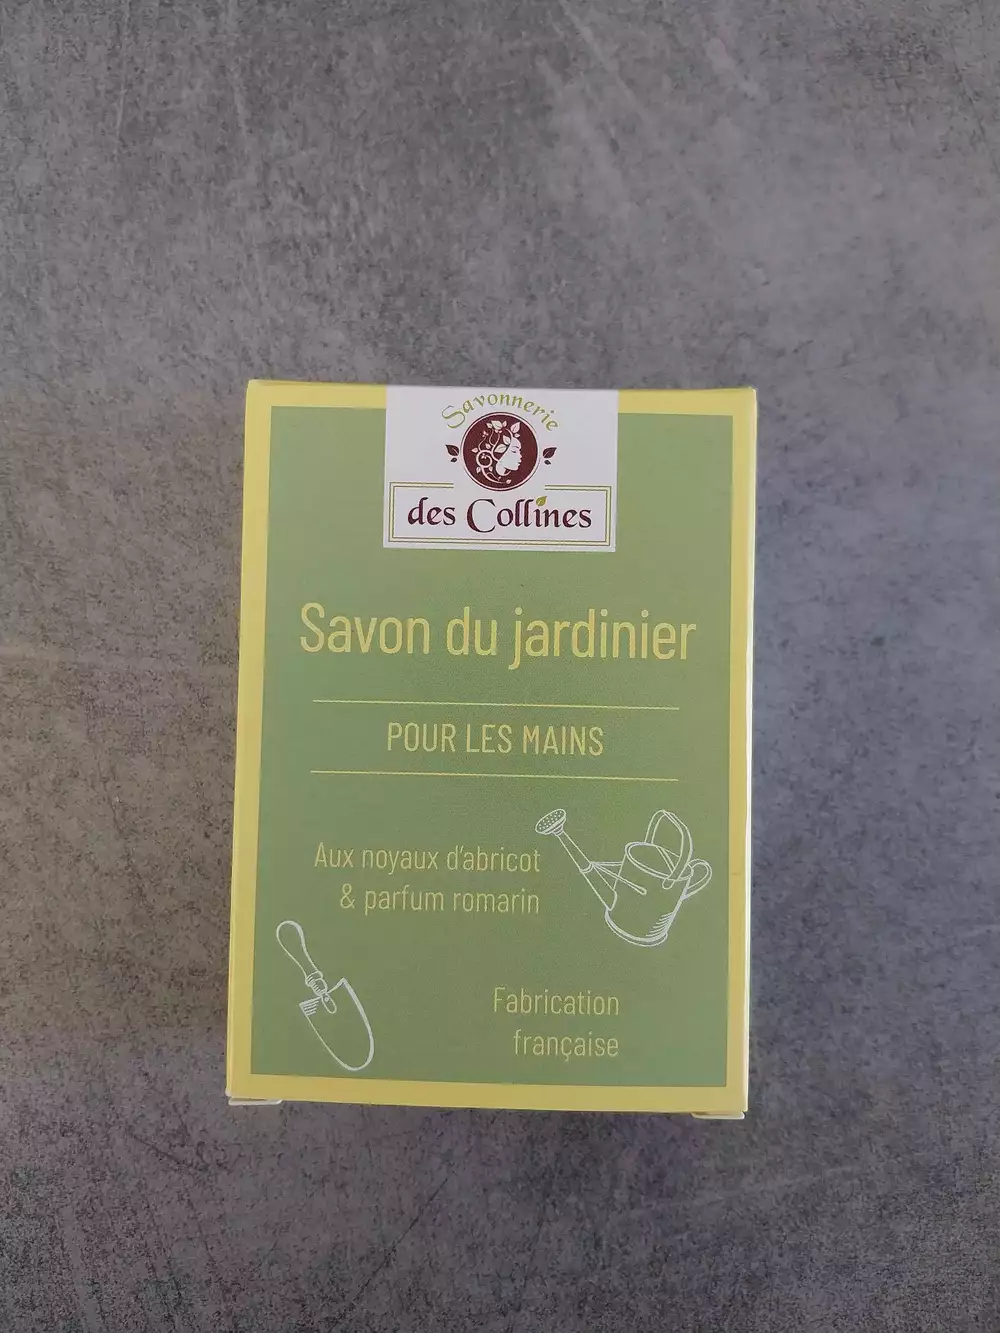 Savonnerie
des Collines
Savon du jardinier
POUR LES MAINS
Aux noyaux d'abricot
& parfum romarin
Fabrication
française